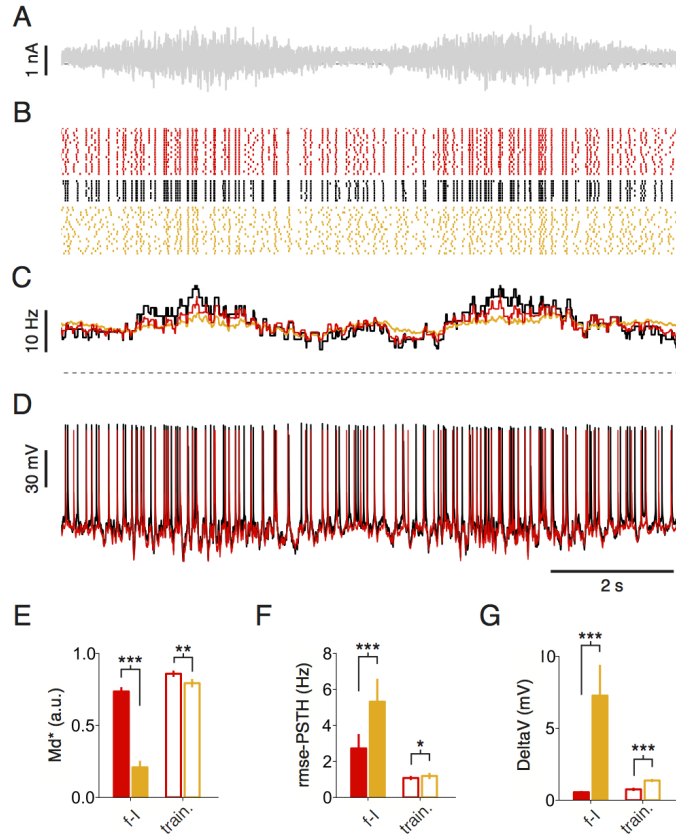 A
1 nA
B
C
10 Hz
D
30 mV
2 s
E
F
G
Md* (a.u.)
1.0
0.5
0.0
***
**
f-I
train.
rmse-PSTH (Hz)
8
6
4
2
0
***
*
f-I
train.
DeltaV (mV)
10
5
0
***
***
f-I
train.